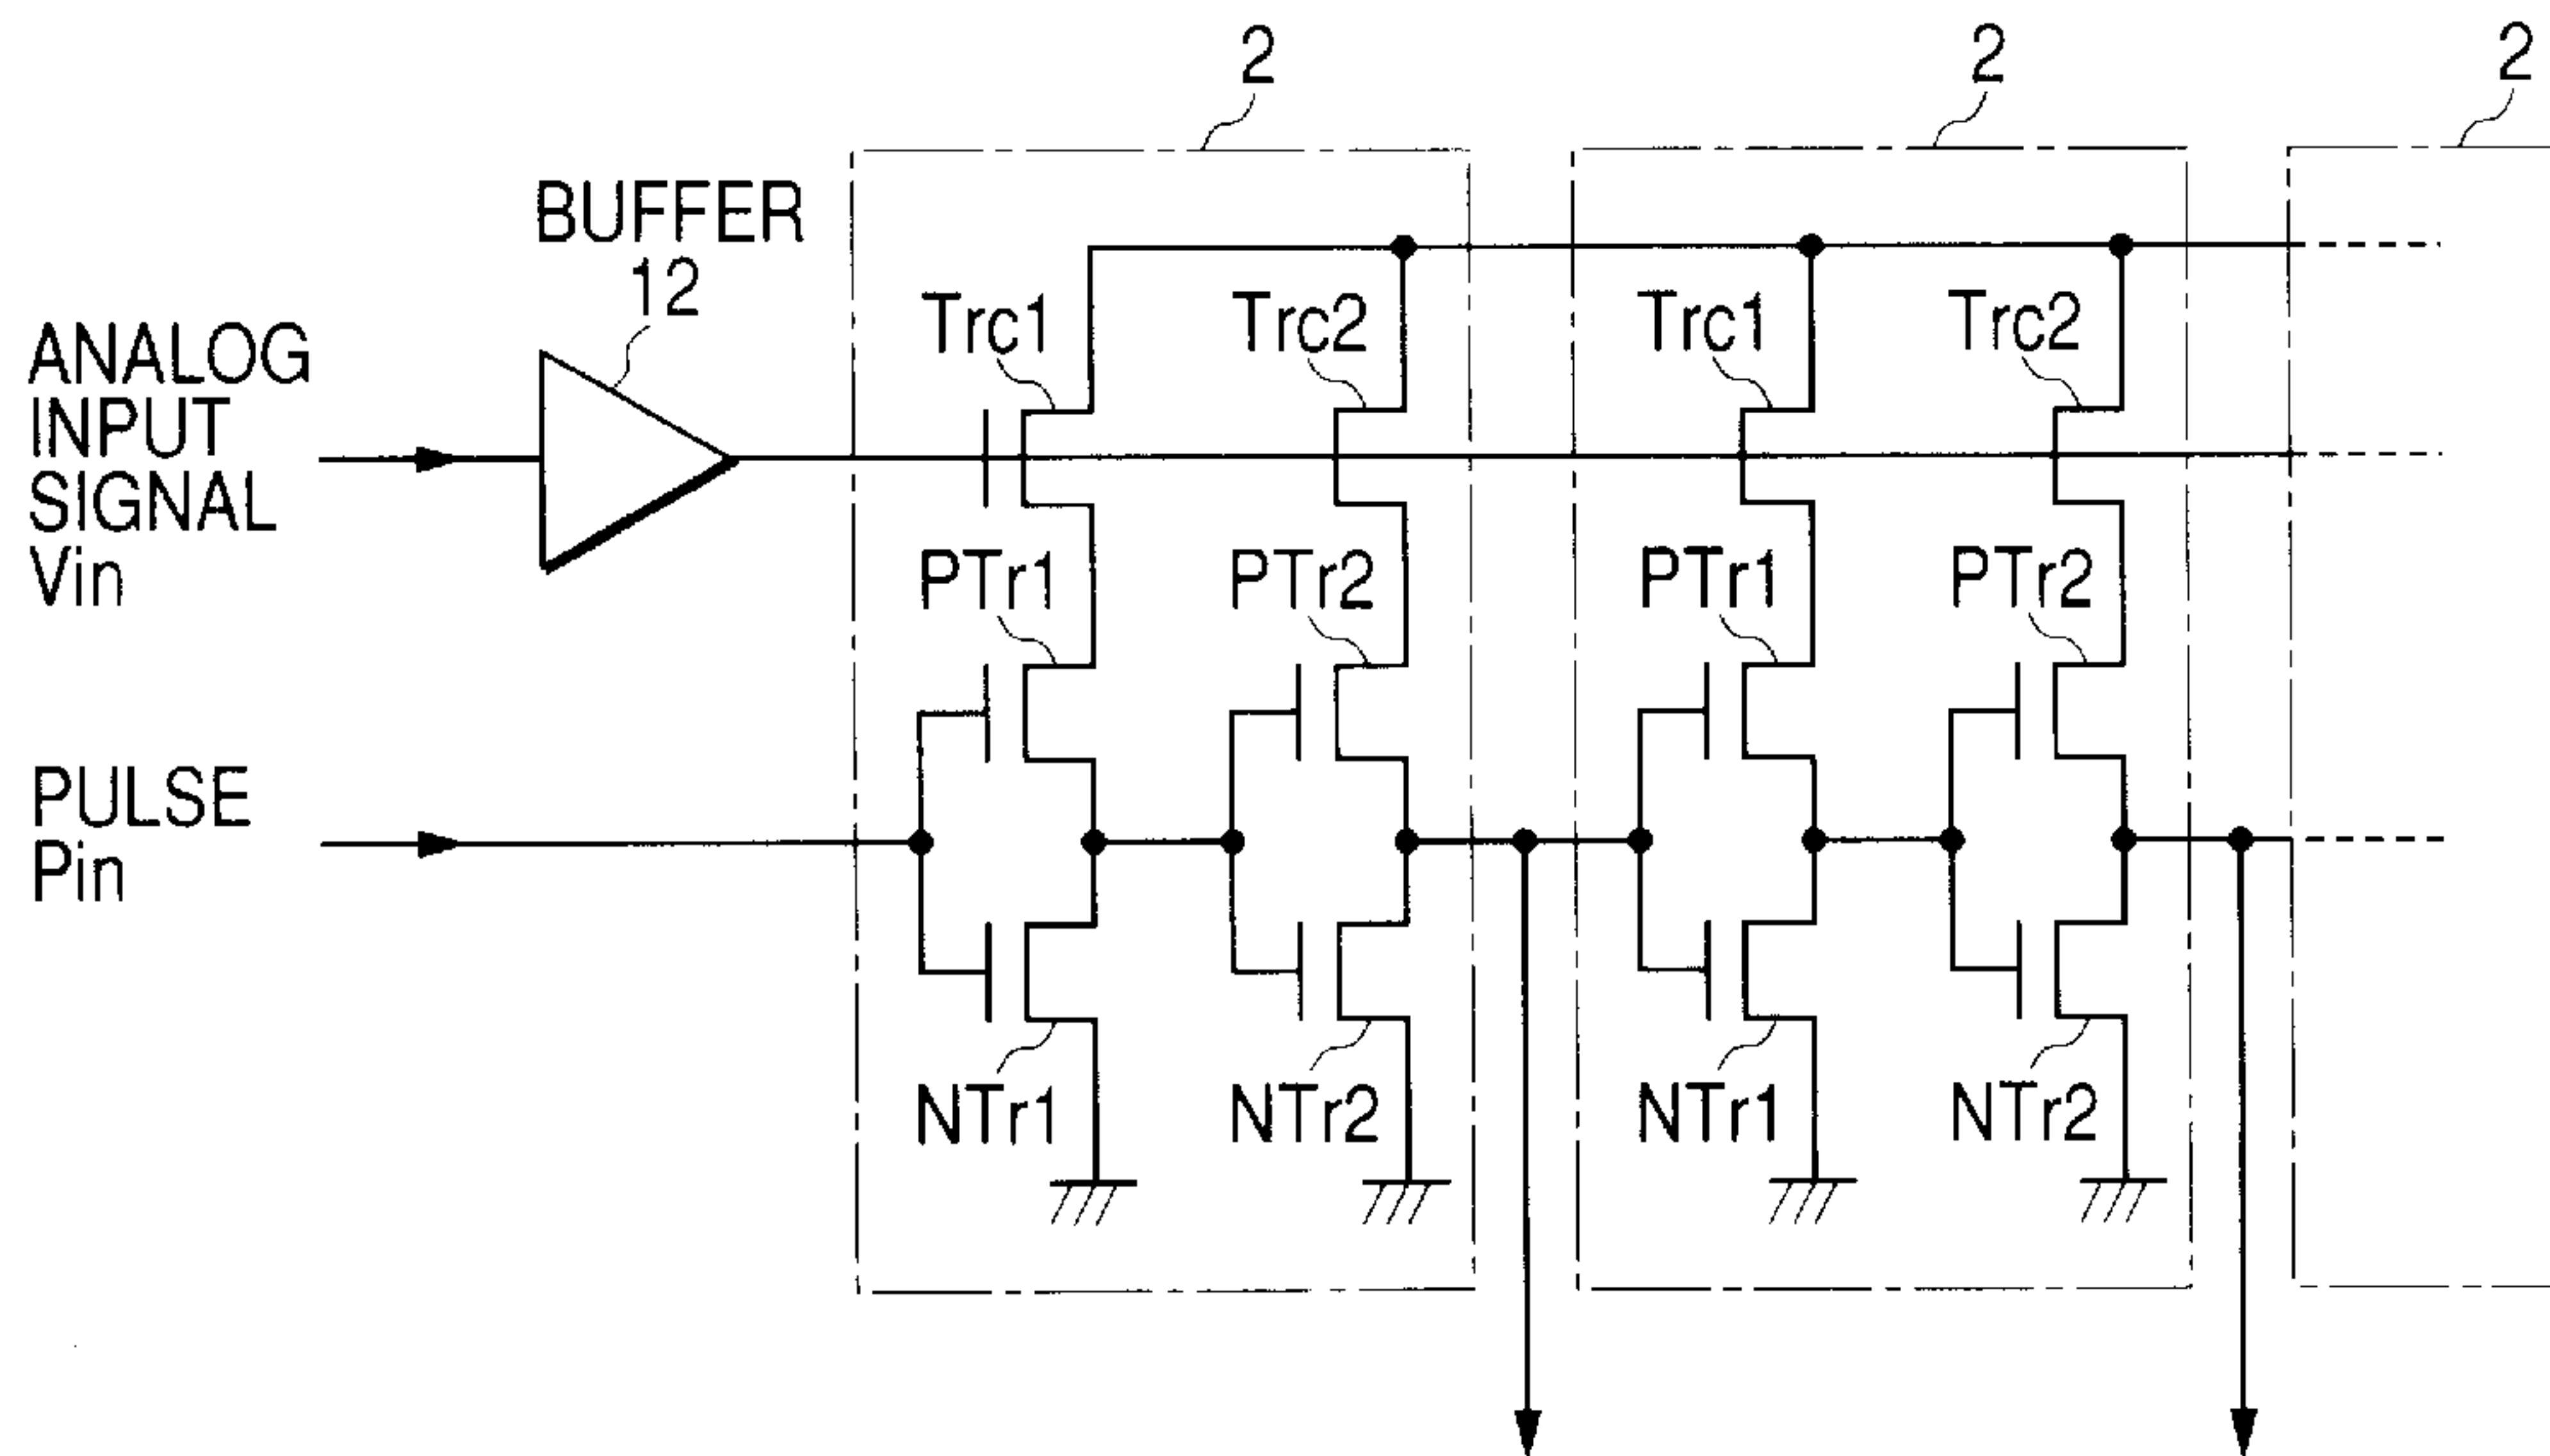 2 2 2
BUFFER
12
Trc1 Trc2 Trc1 Trc2
ANALOG
INPUT
SIGNAL
Vin
PTr1 PTr2 PTr1 PTr2
PULSE
Pin
NTr1 NTr2 NTr1 NTr2